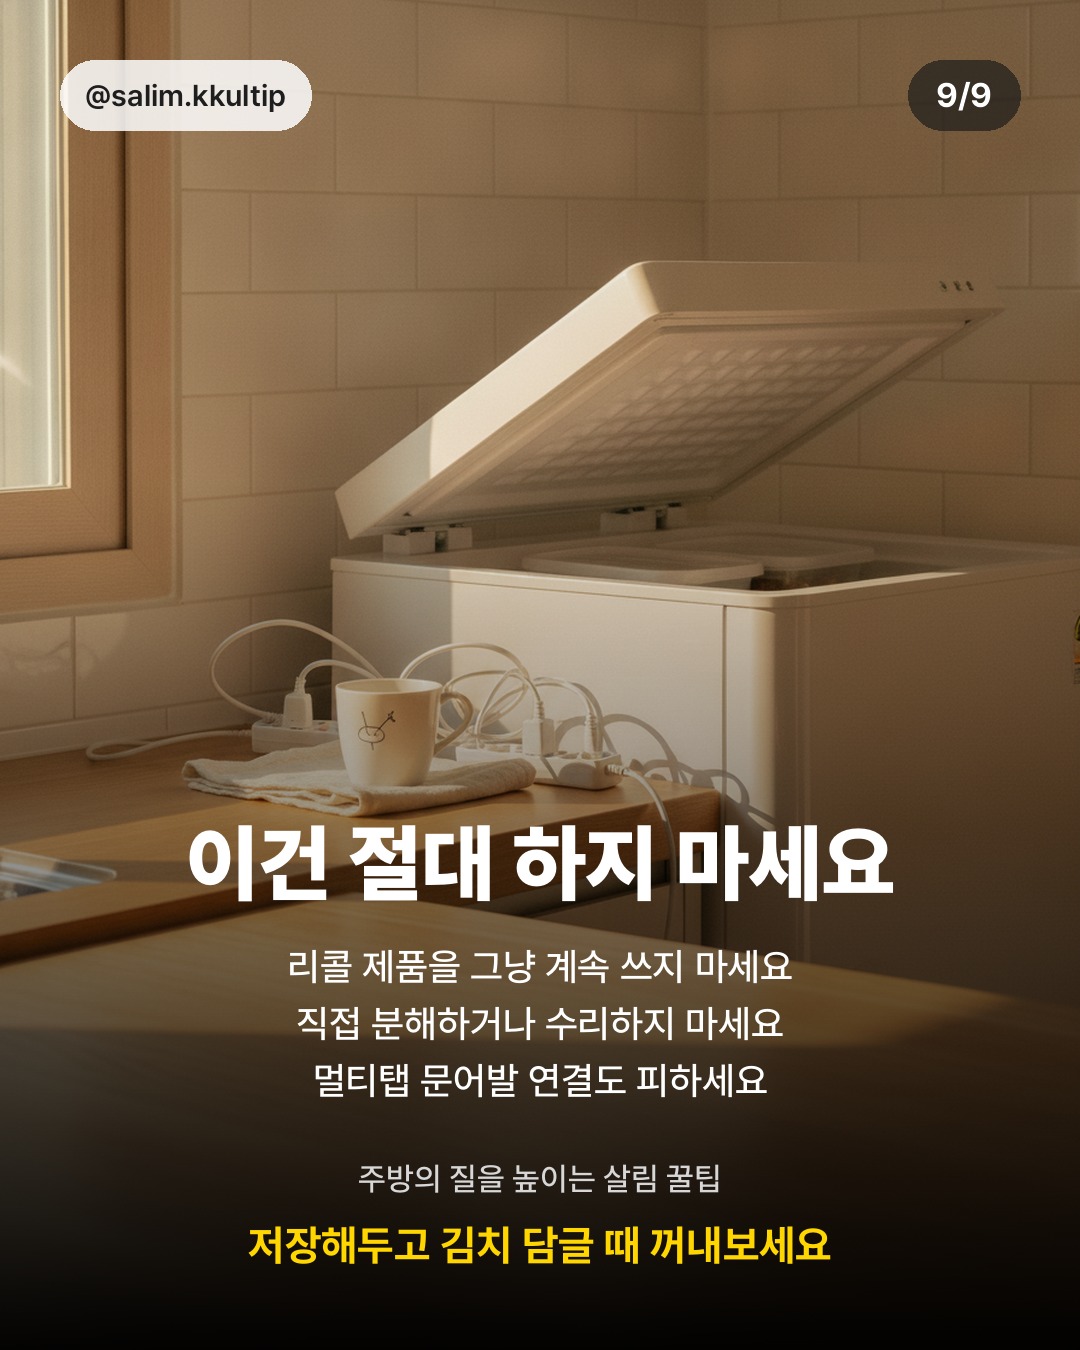 @salim.kkultip
9/9
이건 절대 하지 마세요
리콜 제품을 그냥 계속 쓰지 마세요
직접 분해하거나 수리하지 마세요
멀티탭 문어발 연결도 피하세요
주방의 질을 높이는 살림 꿀팁
저장해두고 김치 담글 때 꺼내보세요